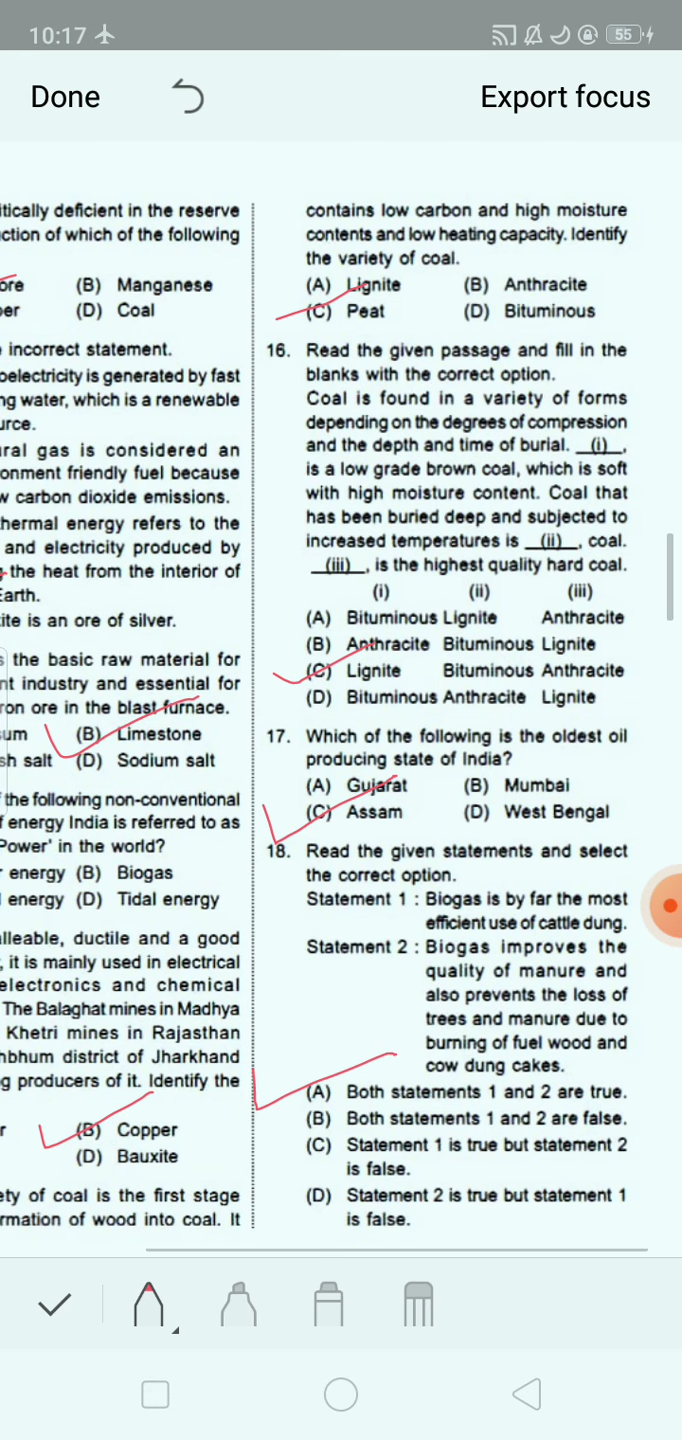 10:17
55
Done
Export focus
itically deficient in the reserve
ction of which of the following
ore (B) Manganese
er (D) Coal
incorrect statement.
oelectricity is generated by fast
ng water, which is a renewable
urce.
ural gas is considered an
onment friendly fuel because
w carbon dioxide emissions.
hermal energy refers to the
and electricity produced by
the heat from the interior of
Earth.
ite is an ore of silver.
s the basic raw material for
nt industry and essential for
ron ore in the blast furnace.
um (B) Limestone
sh salt (D) Sodium salt
the following non-conventional
f energy India is referred to as
Power' in the world?
energy (B) Biogas
energy (D) Tidal energy
alleable, ductile and a good
, it is mainly used in electrical
electronics and chemical
The Balaghat mines in Madhya
Khetri mines in Rajasthan
hbhum district of Jharkhand
g producers of it. Identify the
r (B) Copper
(D) Bauxite
ety of coal is the first stage
rmation of wood into coal. It
contains low carbon and high moisture
contents and low heating capacity. Identify
the variety of coal.
(A) Lignite (B) Anthracite
(C) Peat (D) Bituminous
16. Read the given passage and fill in the
blanks with the correct option.
Coal is found in a variety of forms
depending on the degrees of compression
and the depth and time of burial. (i) ,
is a low grade brown coal, which is soft
with high moisture content. Coal that
has been buried deep and subjected to
increased temperatures is (ii) , coal.
(iii) , is the highest quality hard coal.
(i) (ii) (iii)
(A) Bituminous Lignite Anthracite
(B) Anthracite Bituminous Lignite
(C) Lignite Bituminous Anthracite
(D) Bituminous Anthracite Lignite
17. Which of the following is the oldest oil
producing state of India?
(A) Gujarat (B) Mumbai
(C) Assam (D) West Bengal
18. Read the given statements and select
the correct option.
Statement 1 : Biogas is by far the most
efficient use of cattle dung.
Statement 2 : Biogas improves the
quality of manure and
also prevents the loss of
trees and manure due to
burning of fuel wood and
cow dung cakes.
(A) Both statements 1 and 2 are true.
(B) Both statements 1 and 2 are false.
(C) Statement 1 is true but statement 2
is false.
(D) Statement 2 is true but statement 1
is false.